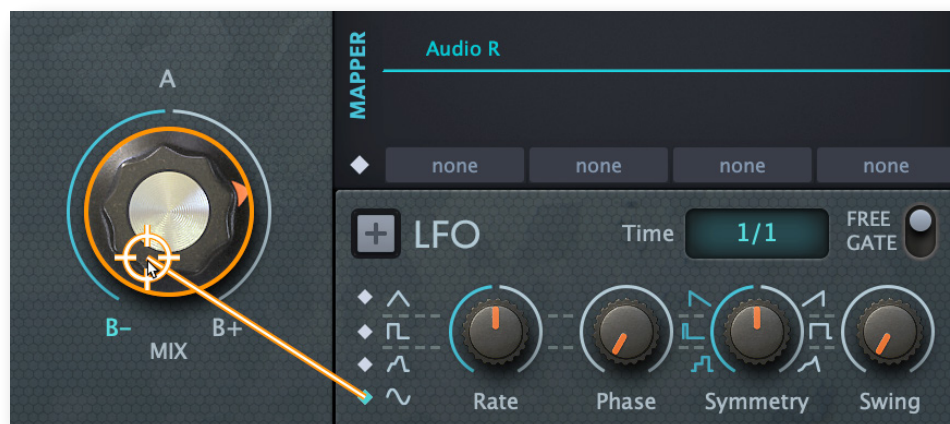 A
B-
B+
MIX
MAPPER
Audio R
none
none
none
none
LFO
Time
1/1
FREE
GATE
Rate
Phase
Symmetry
Swing